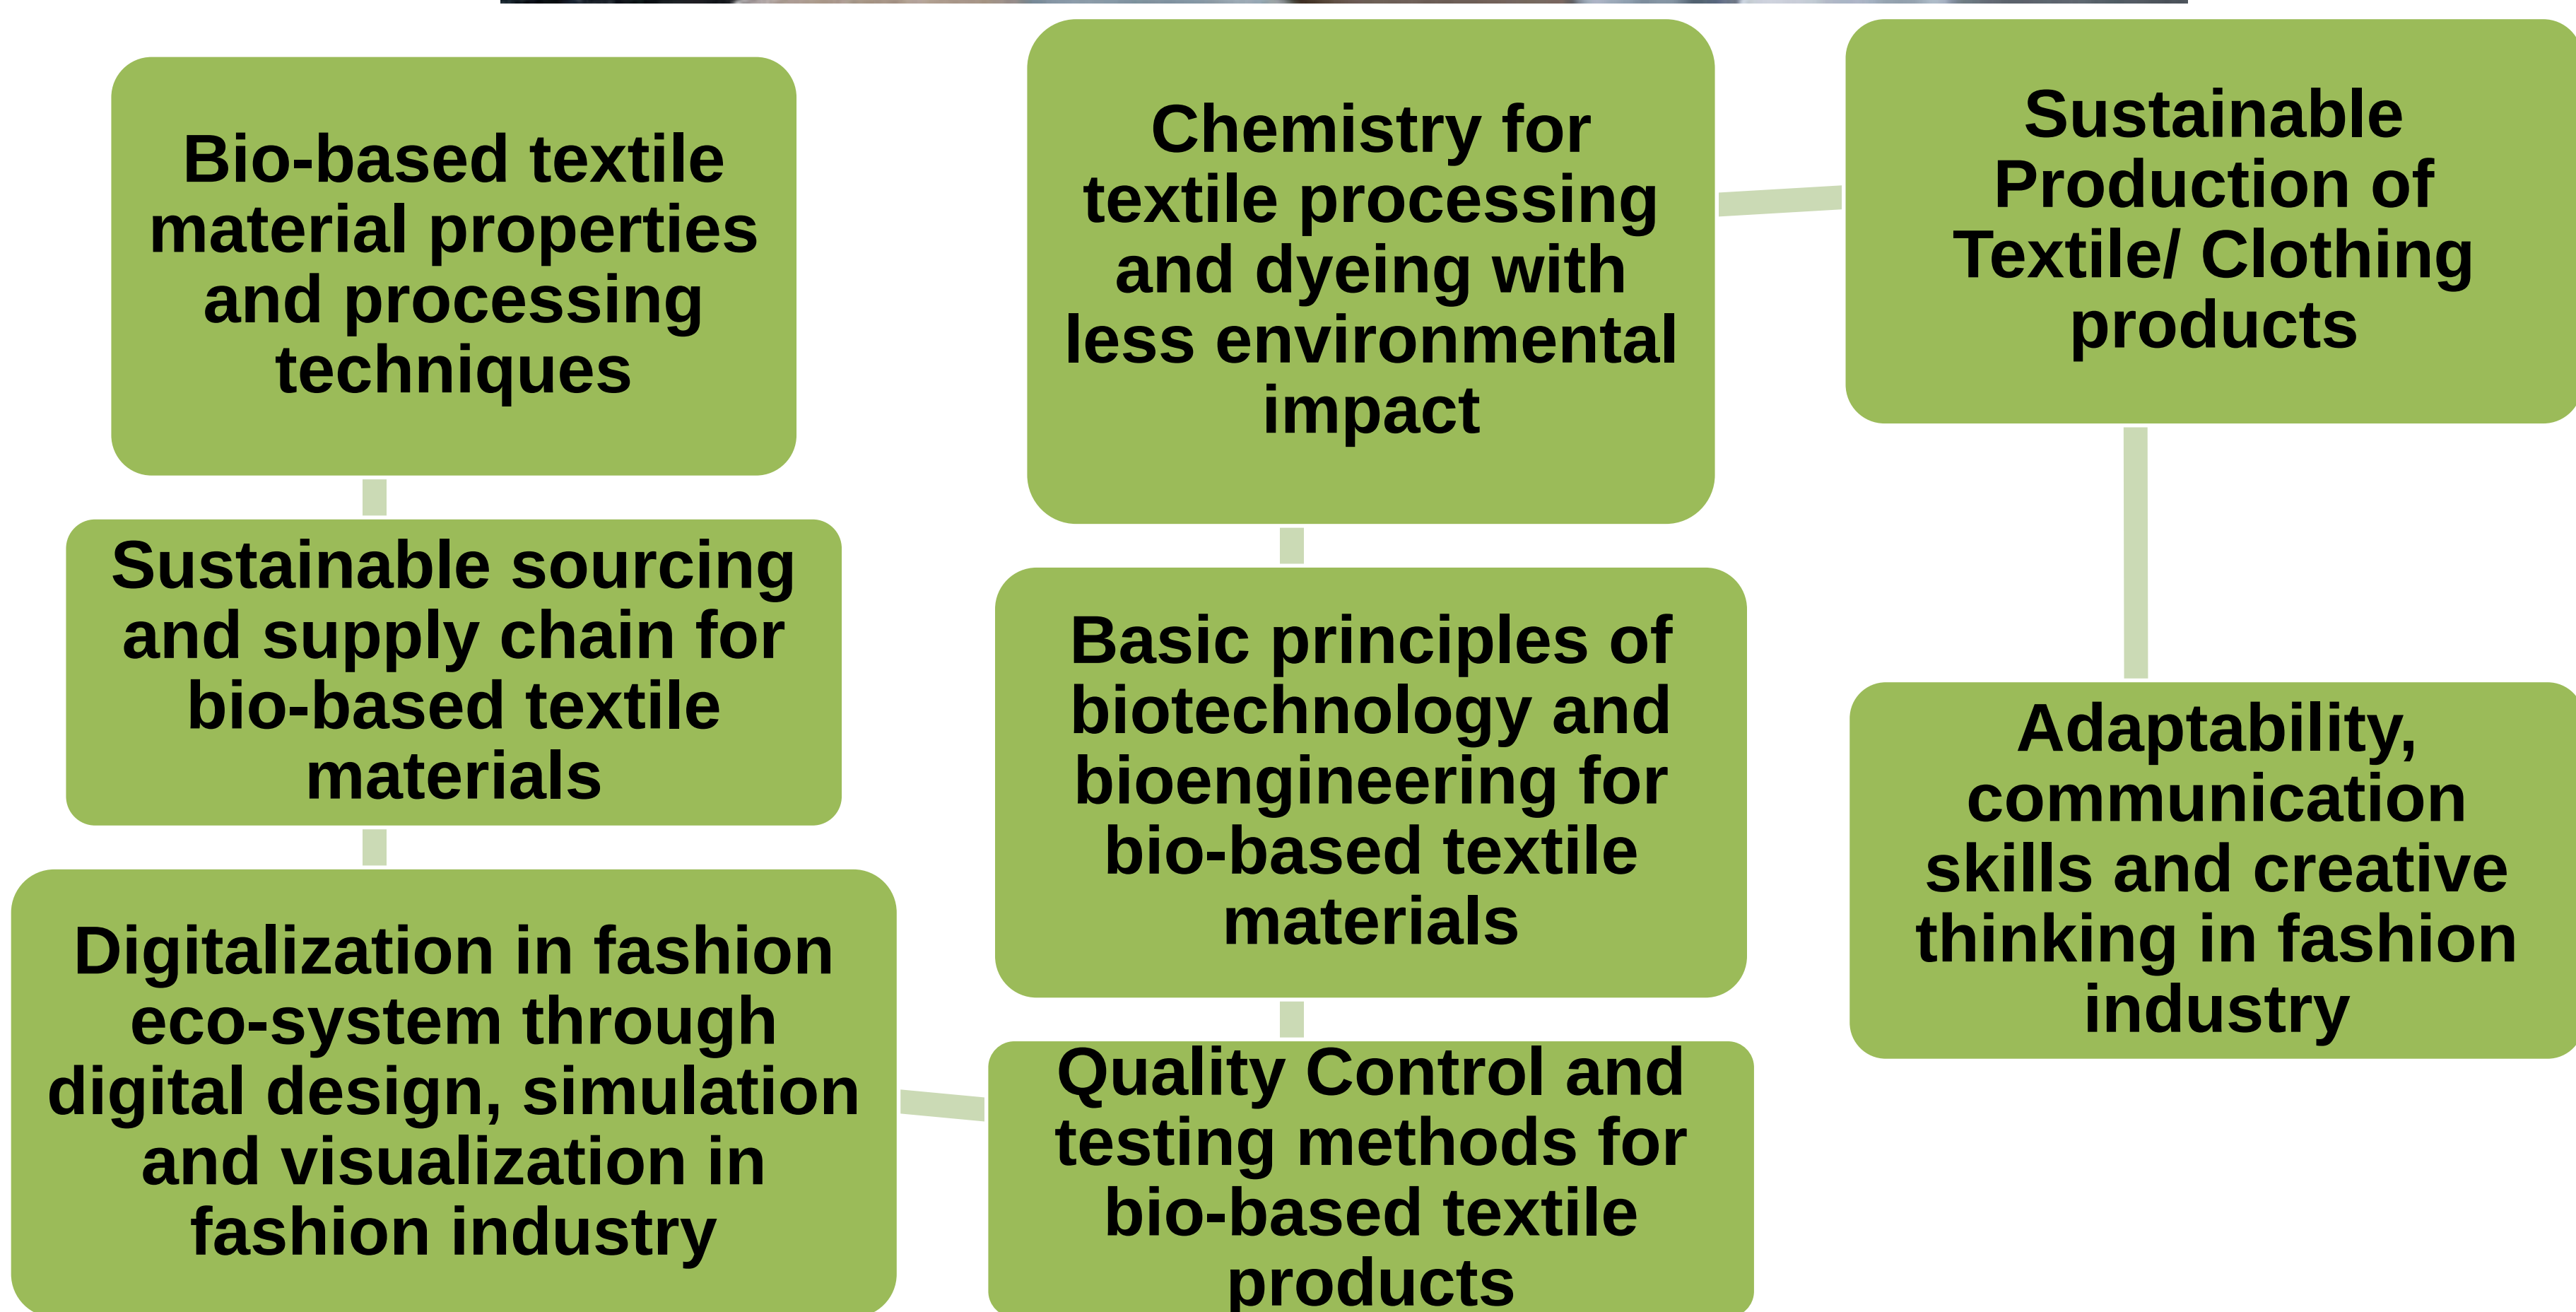 Bio-based textile
material properties
and processing
techniques
Sustainable sourcing
and supply chain for
bio-based textile
materials
Digitalization in fashion
eco-system through
digital design, simulation
and visualization in
fashion industry
Quality Control and
testing methods for
bio-based textile
products
Basic principles of
biotechnology and
bioengineering for
bio-based textile
materials
Chemistry for
textile processing
and dyeing with
less environmental
impact
Sustainable
Production of
Textile/ Clothing
products
Adaptability,
communication
skills and creative
thinking in fashion
industry